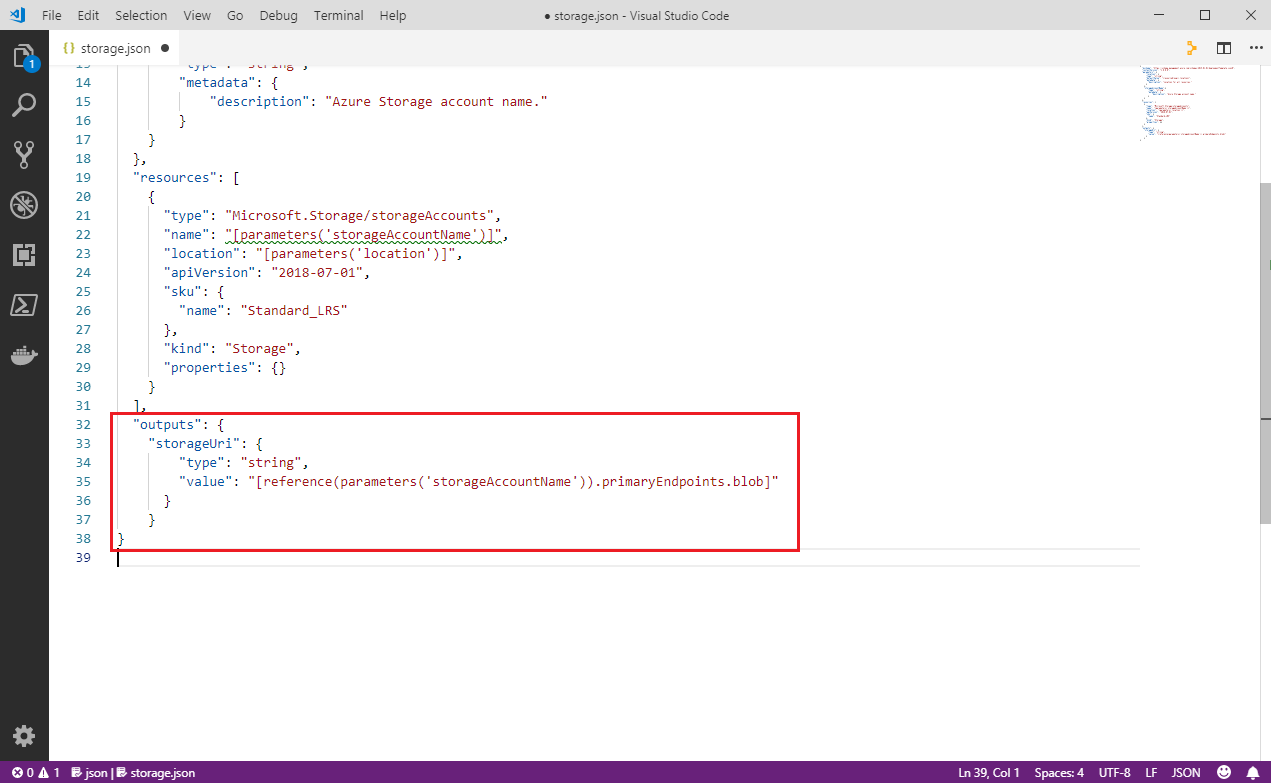 File Edit Selection View Go Debug Terminal Help ● storage.json - Visual Studio Code
{} storage.json ●
1
13 "type": "string",
14 "metadata": {
15 "description": "Azure Storage account name."
16 }
17 }
18 },
19 "resources": [
20 {
21 "type": "Microsoft.Storage/storageAccounts",
22 "name": "[parameters('storageAccountName')]",
23 "location": "[parameters('location')]",
24 "apiVersion": "2018-07-01",
25 "sku": {
26 "name": "Standard_LRS"
27 },
28 "kind": "Storage",
29 "properties": {}
30 }
31 ],
32 "outputs": {
33 "storageUri": {
34 "type": "string",
35 "value": "[reference(parameters('storageAccountName')).primaryEndpoints.blob]"
36 }
37 }
38 }
39
0 1 json | storage.json Ln 39, Col 1 Spaces: 4 UTF-8 LF JSON